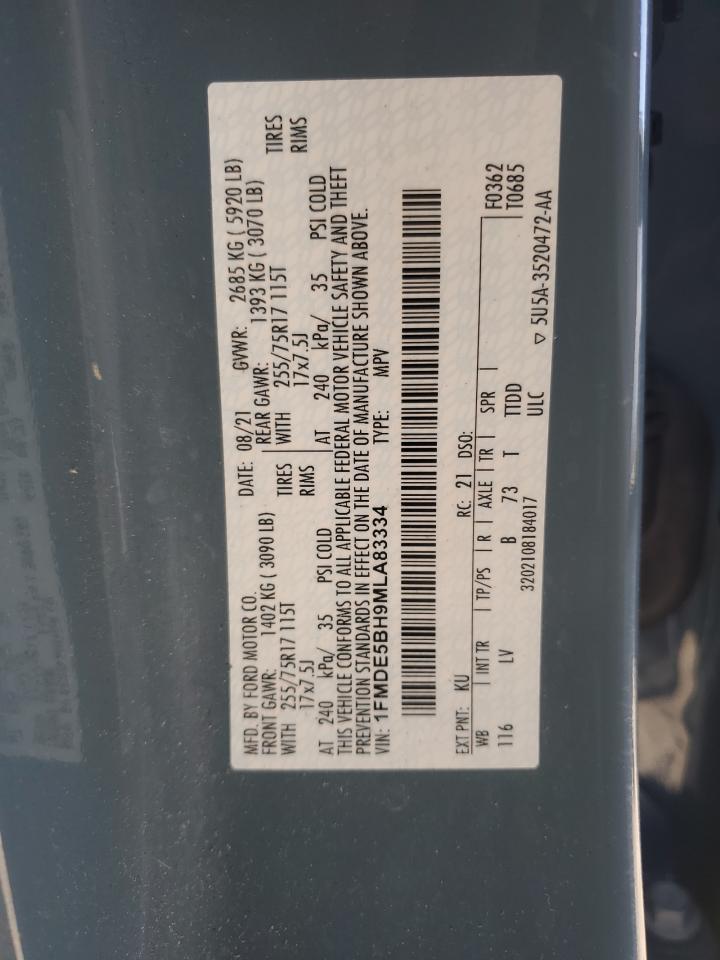 MFD. BY FORD MOTOR CO.
DATE: 08/21 GVWR: 2685 KG ( 5920 LB)
FRONT GAWR: 1402 KG ( 3090 LB) REAR GAWR: 1393 KG ( 3070 LB)
WITH 255/75R17 115T TIRES WITH 255/75R17 115T TIRES
17x7.5J RIMS 17x7.5J RIMS
AT 240 kPa/ 35 PSI COLD AT 240 kPa/ 35 PSI COLD
THIS VEHICLE CONFORMS TO ALL APPLICABLE FEDERAL MOTOR VEHICLE SAFETY AND THEFT
PREVENTION STANDARDS IN EFFECT ON THE DATE OF MANUFACTURE SHOWN ABOVE.
VIN: 1FMDE5BH9MLA83334 TYPE: MPV
EXT PNT: KU RC: 21 DSO: F0362
WB INT TR TP/PS R AXLE TR SPR T0685
116 LV B 73 T TTDD
3202108184017 ULC
▽ 5U5A-3520472-AA